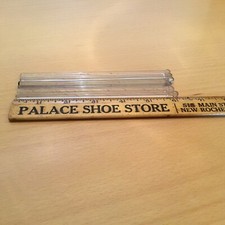 PALACE SHOE STORE
518 MAIN ST
NEW ROCHE